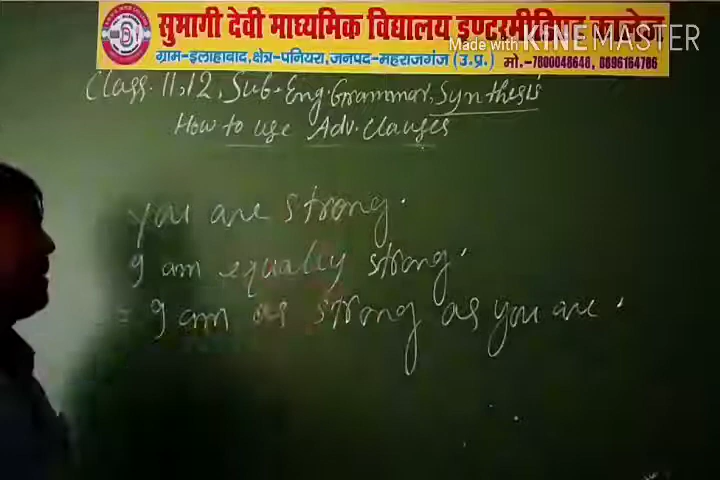 सुभागी देवी माध्यमिक विद्यालय इण्टरमीडिएट कालेज
Made with KINEMASTER
ग्राम-इलाहाबाद,क्षेत्र-पनियरा,जनपद-महराजगंज (उ.प्र.) मो.-7800048648, 8896164786
Class. 11,12, Sub-Eng. Grammar, Synthesis
How to use Adv. Clauses
you are strong.
I am equally strong.
= I am as strong as you are.